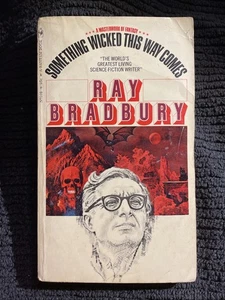 A MASTERWORK OF FANTASY
SOMETHING WICKED THIS WAY COMES
"THE WORLD'S
GREATEST LIVING
SCIENCE FICTION WRITER"
RAY
BRADBURY